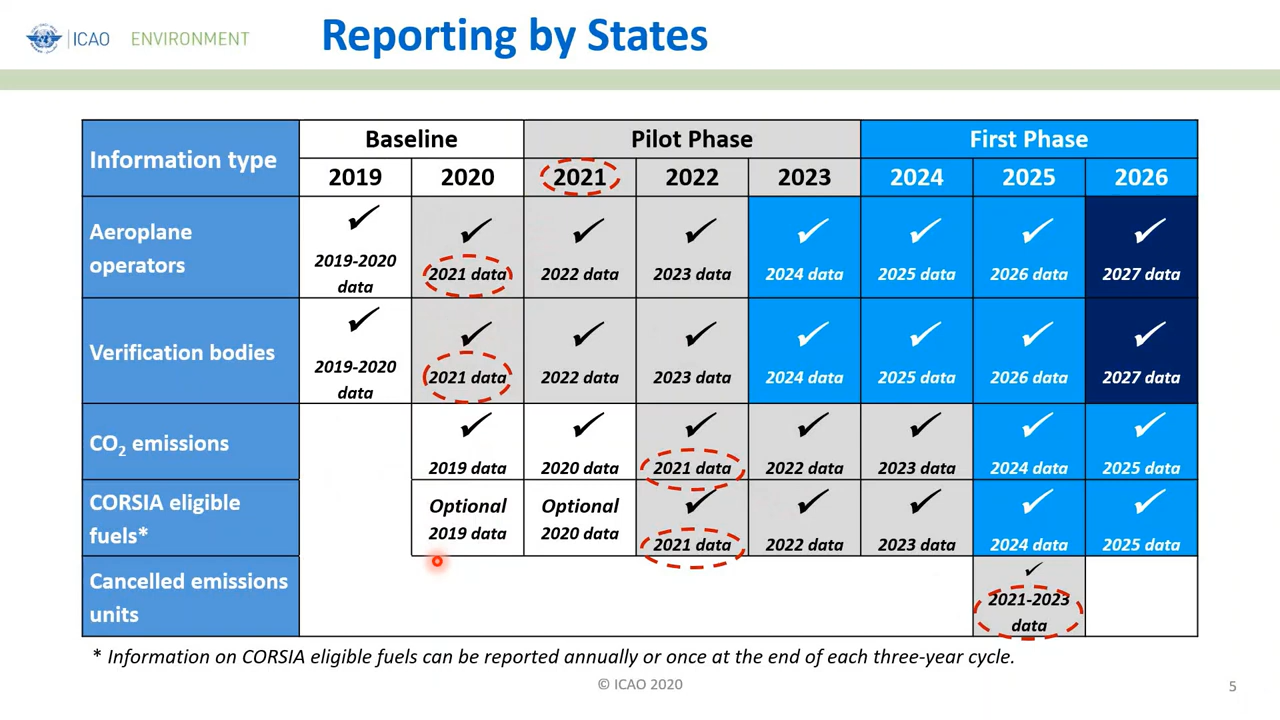 ICAO ENVIRONMENT
Reporting by States
Information type
Baseline
Pilot Phase
First Phase
2019
2020
2021
2022
2023
2024
2025
2026
Aeroplane
operators
✓
2019-2020
data
✓
2021 data
✓
2022 data
✓
2023 data
✓
2024 data
✓
2025 data
✓
2026 data
✓
2027 data
Verification bodies
✓
2019-2020
data
✓
2021 data
✓
2022 data
✓
2023 data
✓
2024 data
✓
2025 data
✓
2026 data
✓
2027 data
CO₂ emissions
✓
2019 data
✓
2020 data
✓
2021 data
✓
2022 data
✓
2023 data
✓
2024 data
✓
2025 data
CORSIA eligible
fuels*
Optional
2019 data
Optional
2020 data
✓
2021 data
✓
2022 data
✓
2023 data
✓
2024 data
✓
2025 data
Cancelled emissions
units
✓
2021-2023
data
* Information on CORSIA eligible fuels can be reported annually or once at the end of each three-year cycle.
© ICAO 2020
5